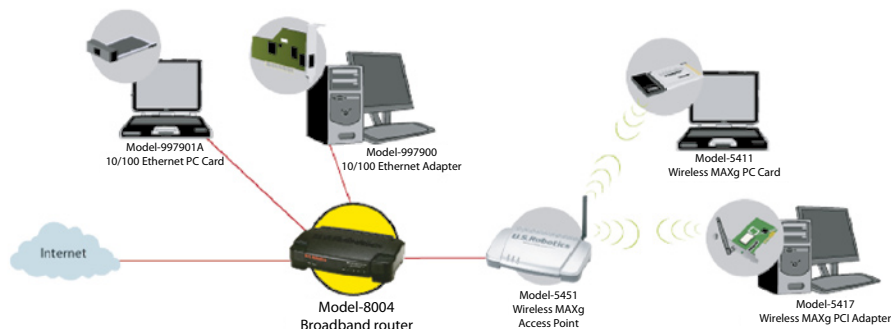 Model-997901A
10/100 Ethernet PC Card
Model-997900
10/100 Ethernet Adapter
Model-5411
Wireless MAXg PC Card
Internet
U.S.Robotics
Model-8004
Broadband router
Model-5451
Wireless MAXg
Access Point
Model-5417
Wireless MAXg PCI Adapter